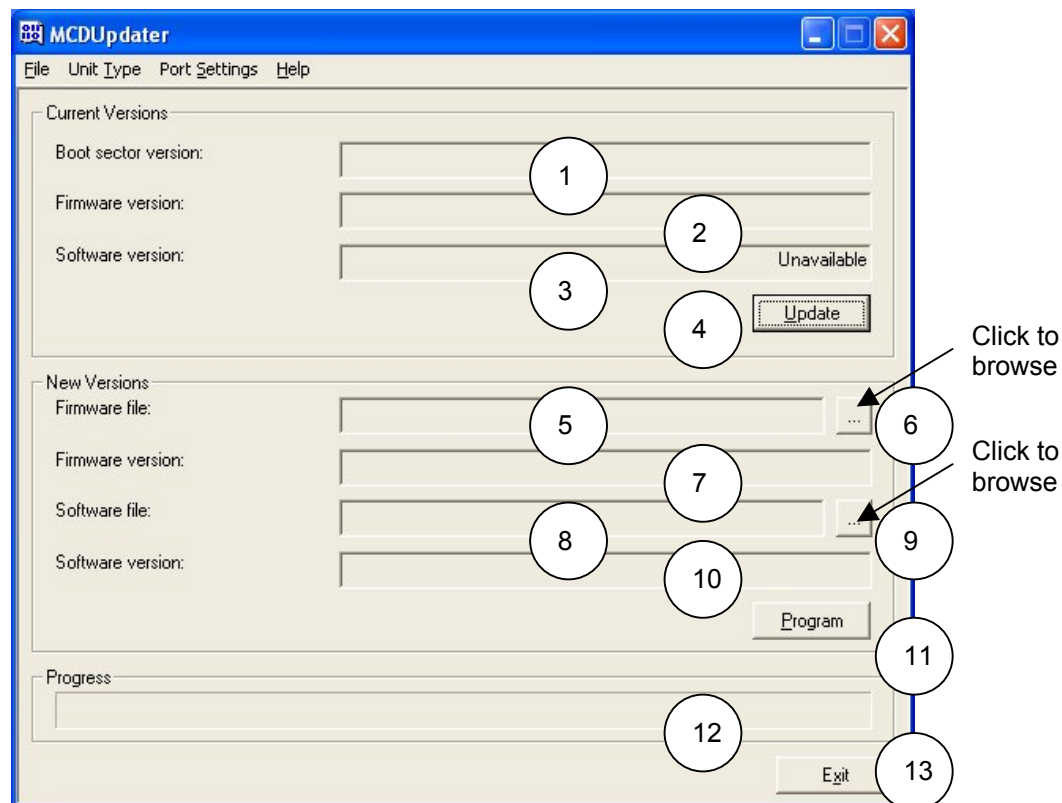 MCDUpdater
File Unit Type Port Settings Help
Current Versions
Boot sector version:
1
Firmware version:
2
Software version:
Unavailable
3
4
Update
Click to
browse
New Versions
Firmware file:
5
...
6
Click to
browse
Firmware version:
7
Software file:
8
...
9
Software version:
10
Program
11
Progress
12
Exit
13